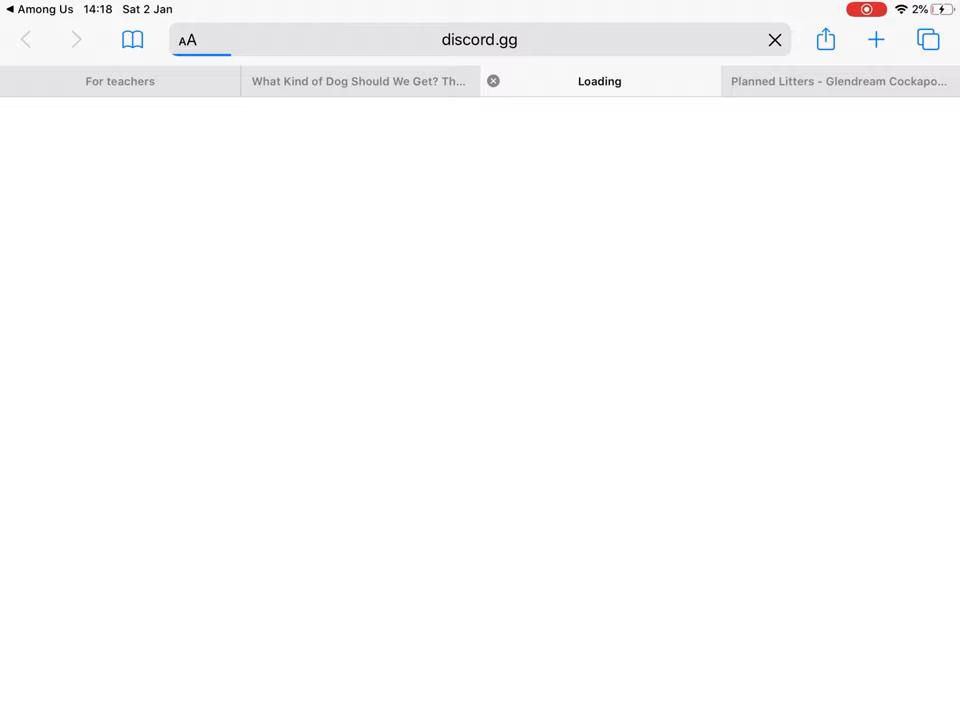 ◀ Among Us 14:18 Sat 2 Jan 2%
AA discord.gg
For teachers What Kind of Dog Should We Get? Th... Loading Planned Litters - Glendream Cockapo...